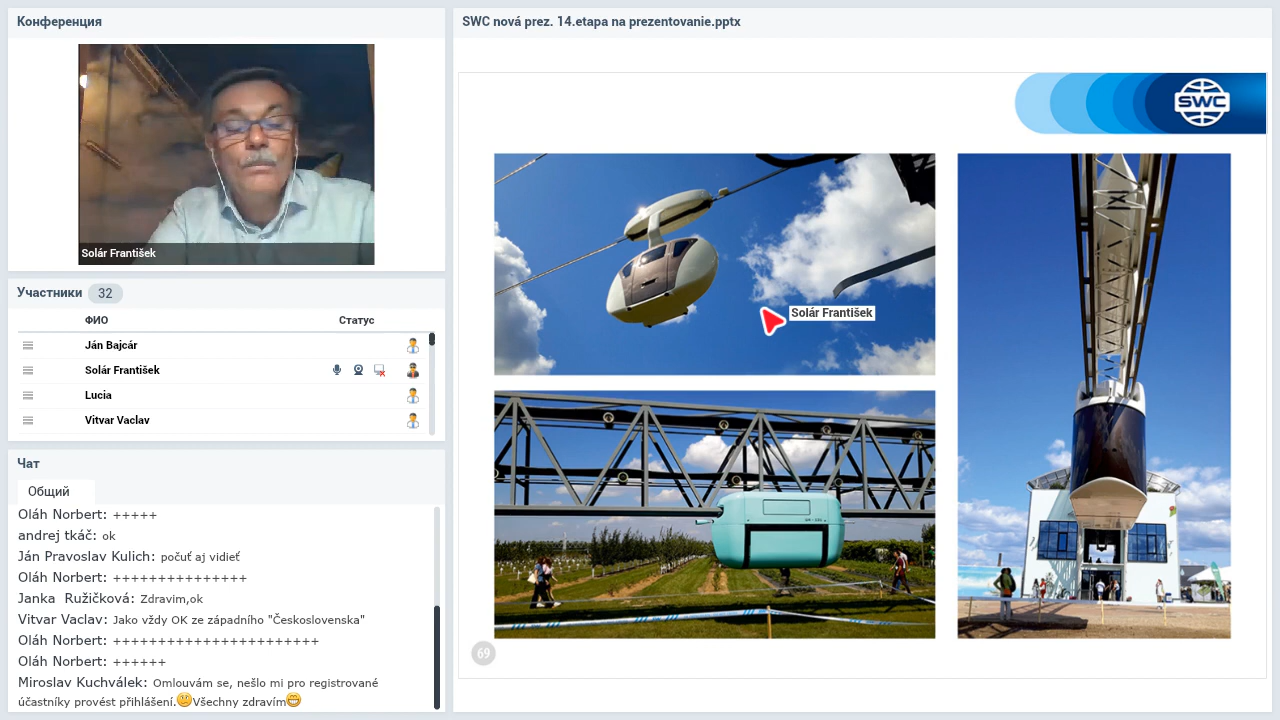 Конференция
Solár František
Участники 32
ФИО Статус
Ján Bajcár
Solár František
Lucia
Vitvar Vaclav
Чат
Общий
Oláh Norbert: +++++
andrej tkáč: ok
Ján Pravoslav Kulich: počuť aj vidieť
Oláh Norbert: +++++++++++++++
Janka Ružičková: Zdravim,ok
Vitvar Vaclav: Jako vždy OK ze západního "Československa"
Oláh Norbert: +++++++++++++++++++++++
Oláh Norbert: ++++++
Miroslav Kuchválek: Omlouvám se, nešlo mi pro registrované
účastníky provést přihlášení.Všechny zdravím
SWC nová prez. 14.etapa na prezentovanie.pptx
SWC
Solár František
69